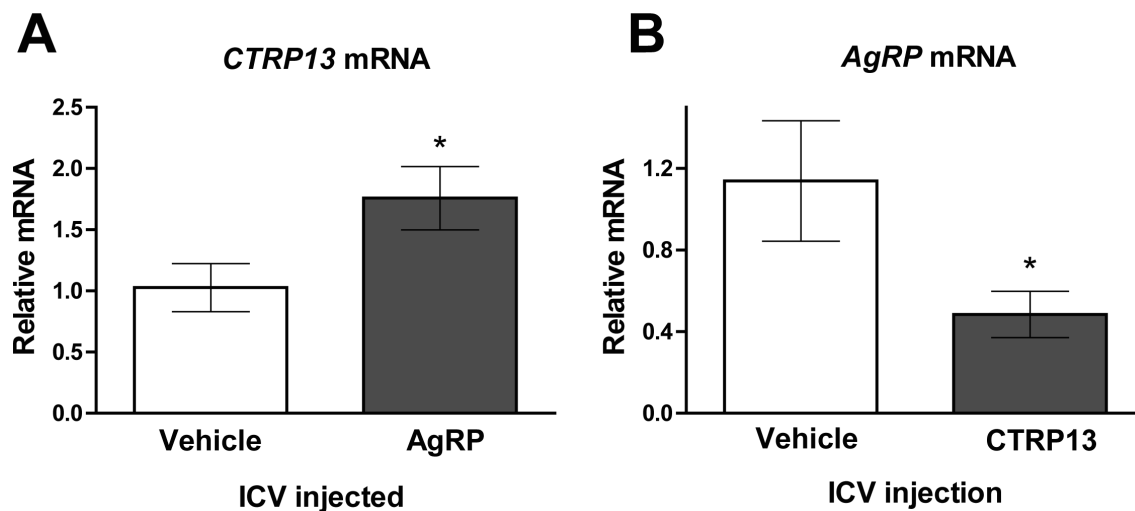 A
CTRP13 mRNA
Relative mRNA
2.5
2.0
1.5
1.0
0.5
0.0
*
Vehicle
AgRP
ICV injected
B
AgRP mRNA
Relative mRNA
1.2
0.8
0.4
0.0
*
Vehicle
CTRP13
ICV injection